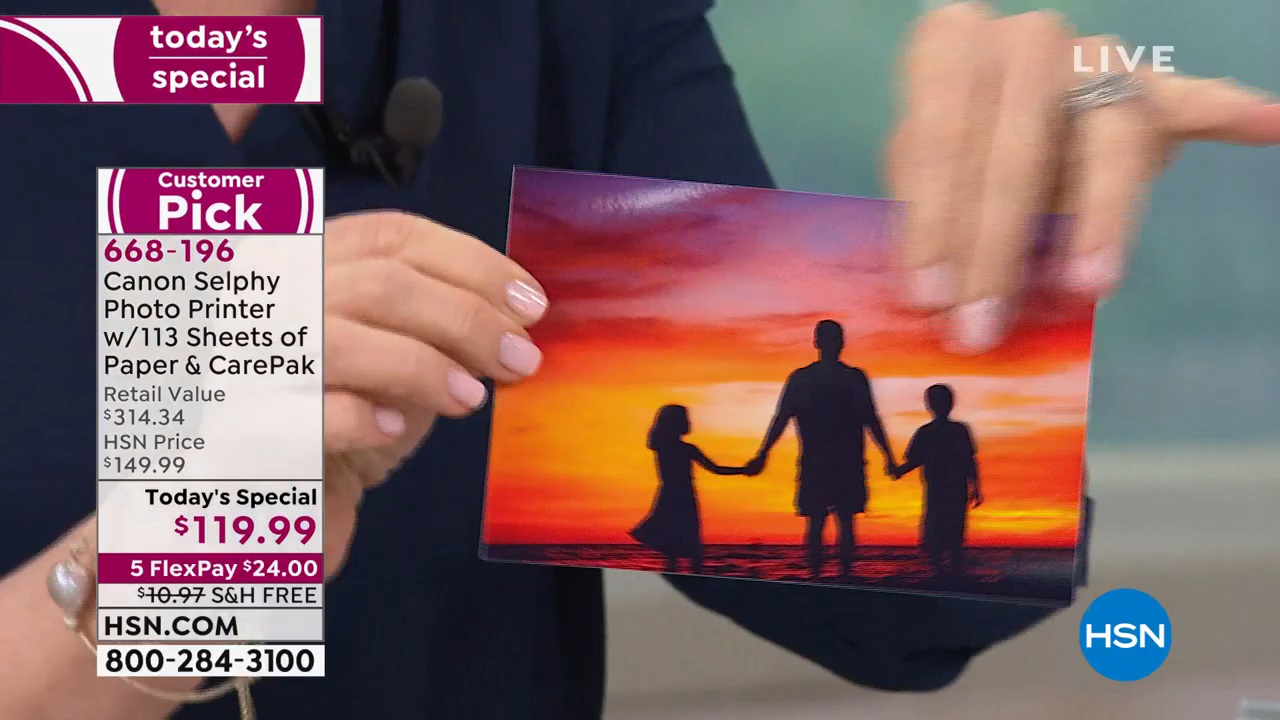 today's
special
LIVE
Customer
Pick
668-196
Canon Selphy
Photo Printer
w/113 Sheets of
Paper & CarePak
Retail Value
$314.34
HSN Price
$149.99
Today's Special
$119.99
5 FlexPay $24.00
$10.97 S&H FREE
HSN.COM
800-284-3100
HSN